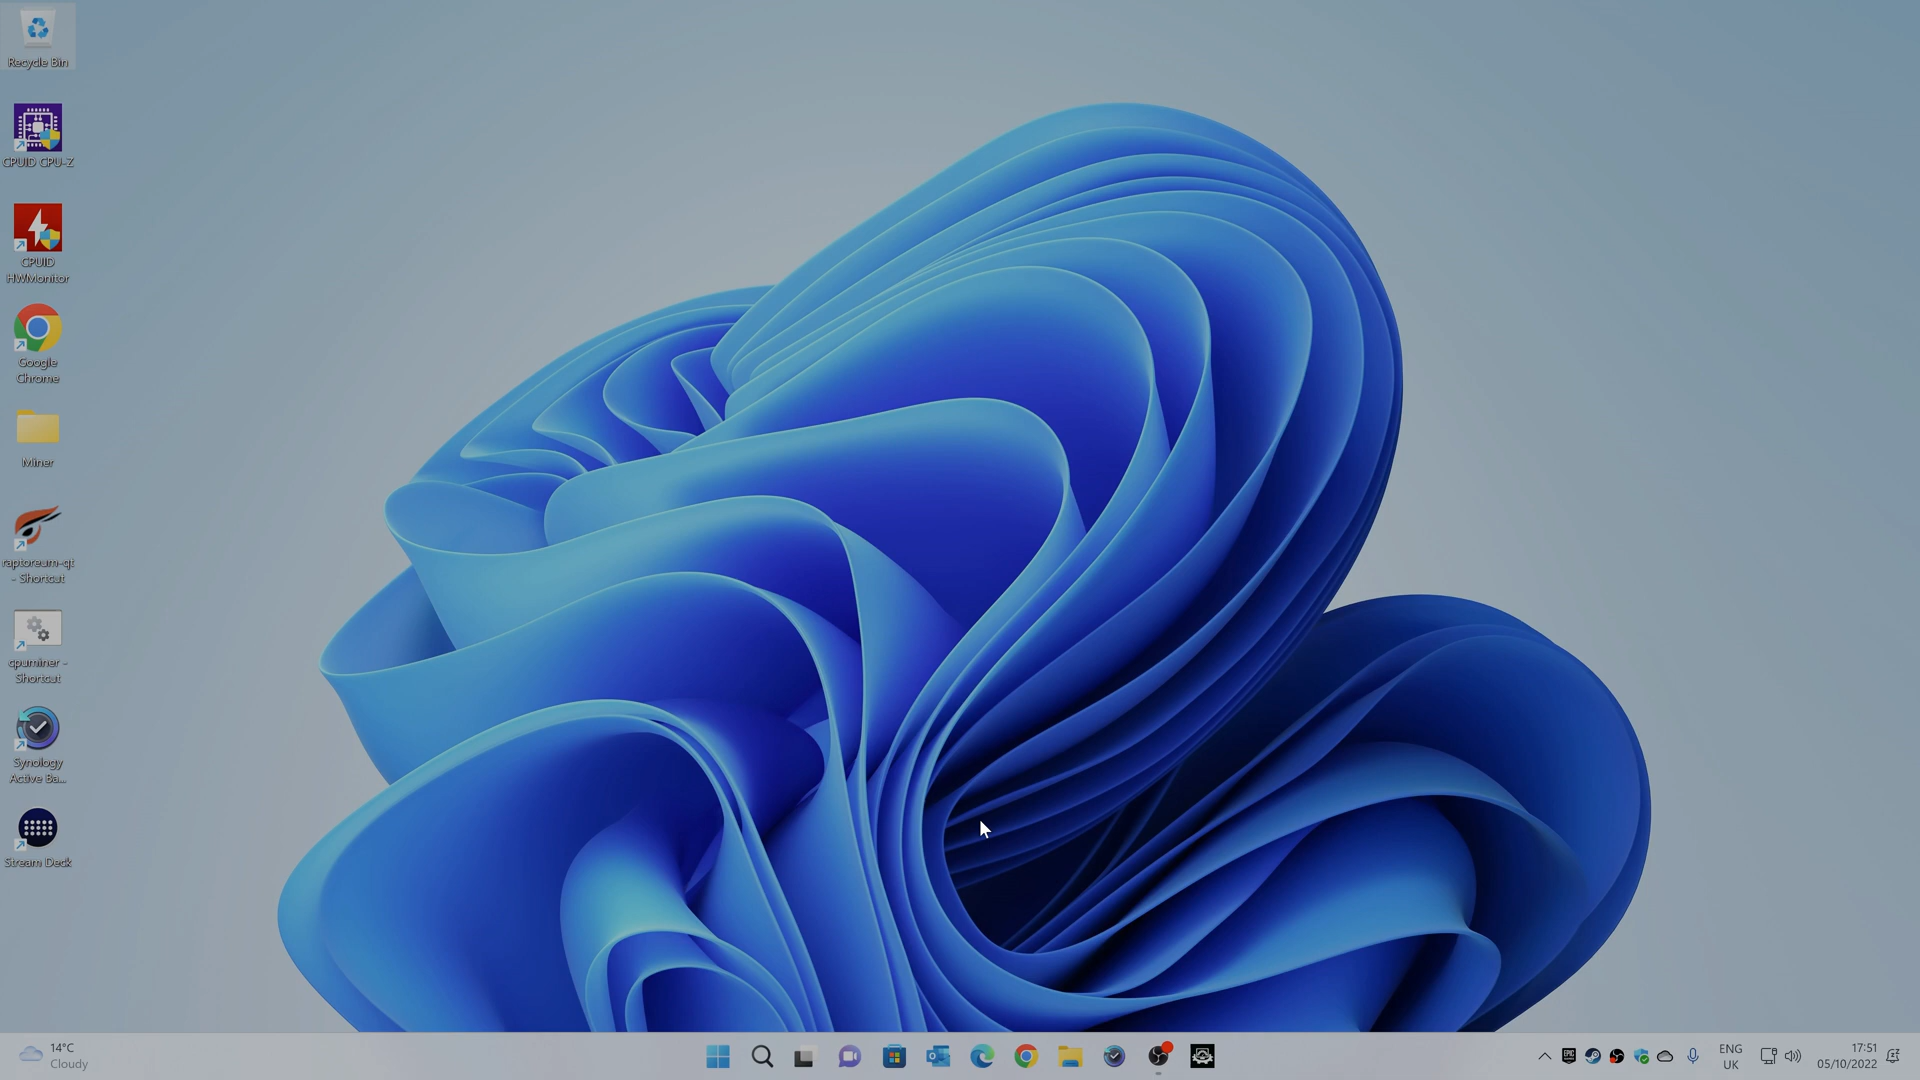 Recycle Bin
CPUID CPU-Z
CPUID
HWMonitor
Google
Chrome
Miner
raptoreum-qt
- Shortcut
cpuminer -
Shortcut
Synology
Active Ba...
Stream Deck
14°C
Cloudy
EPIC
ENG
UK
17:51
05/10/2022